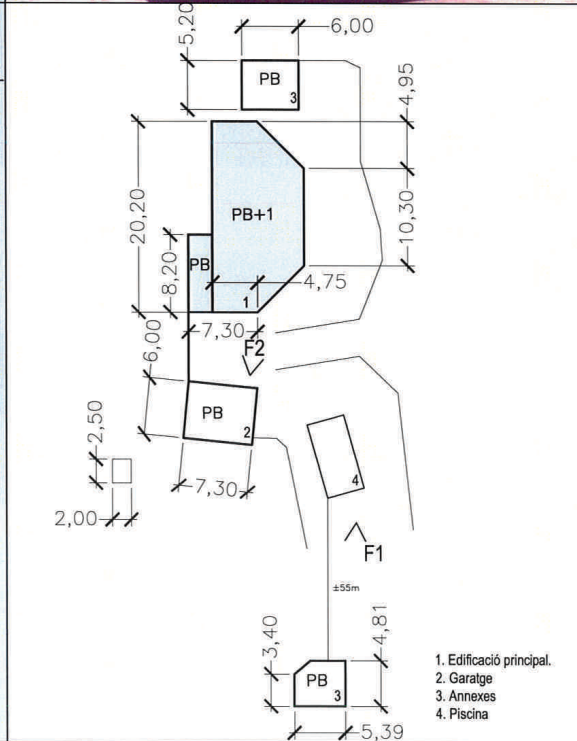 6,00
5,20
PB
3
4,95
20,20
PB+1
10,30
PB
8,20
4,75
1
7,30
F2
6,00
PB
2
2,50
7,30
4
2,00
F1
±55m
3,40
4,81
PB
3
5,39
1. Edificació principal.
2. Garatge
3. Annexes
4. Piscina